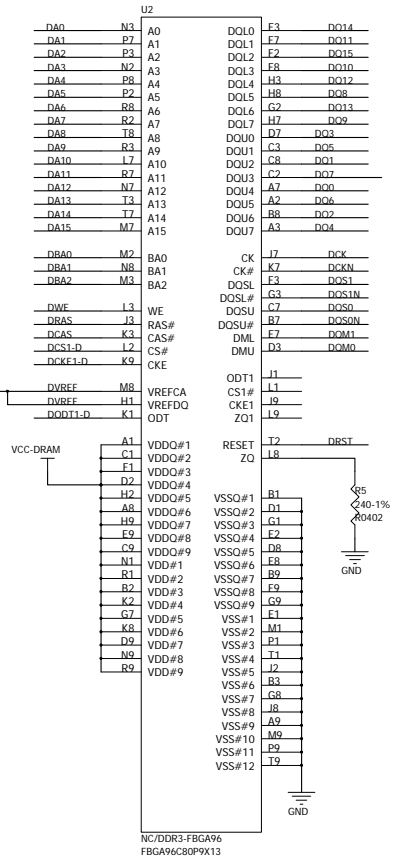 U2
DA0 N3 A0 DQL0 E3 DQ14
DA1 P7 A1 DQL1 F7 DQ11
DA2 P3 A2 DQL2 F2 DQ15
DA3 N2 A3 DQL3 F8 DQ10
DA4 P8 A4 DQL4 H3 DQ12
DA5 P2 A5 DQL5 H8 DQ8
DA6 R8 A6 DQL6 G2 DQ13
DA7 R2 A7 DQL7 H7 DQ9
DA8 T8 A8 DQU0 D7 DQ3
DA9 R3 A9 DQU1 C3 DQ5
DA10 L7 A10 DQU2 C8 DQ1
DA11 R7 A11 DQU3 C2 DQ7
DA12 N7 A12 DQU4 A7 DQ0
DA13 T3 A13 DQU5 A2 DQ6
DA14 T7 A14 DQU6 B8 DQ2
DA15 M7 A15 DQU7 A3 DQ4
DBA0 M2 BA0 CK J7 DCK
DBA1 N8 BA1 CK# K7 DCKN
DBA2 M3 BA2 DQSL F3 DQS1
DQSL# G3 DQS1N
DWE L3 WE DQSU C7 DQS0
DRAS J3 RAS# DQSU# B7 DQS0N
DCAS K3 CAS# DML E7 DQM1
DCS1-D L2 CS# DMU D3 DQM0
DCKE1-D K9 CKE
ODT1 J1
DVREF M8 VREFCA CS1# L1
DVREF H1 VREFDQ CKE1 J9
DODT1-D K1 ODT ZQ1 L9
VCC-DRAM
A1 VDDQ#1 RESET T2 DRST
C1 VDDQ#2 ZQ L8
F1 VDDQ#3
D2 VDDQ#4
H2 VDDQ#5 VSSQ#1 B1
A8 VDDQ#6 VSSQ#2 D1
H9 VDDQ#7 VSSQ#3 G1
E9 VDDQ#8 VSSQ#4 E2
C9 VDDQ#9 VSSQ#5 D8
N1 VDD#1 VSSQ#6 E8
R1 VDD#2 VSSQ#7 B9
B2 VDD#3 VSSQ#8 F9
K2 VDD#4 VSSQ#9 G9
G7 VDD#5 VSS#1 E1
K8 VDD#6 VSS#2 M1
D9 VDD#7 VSS#3 P1
N9 VDD#8 VSS#4 T1
R9 VDD#9 VSS#5 J2
VSS#6 B3
VSS#7 G8
VSS#8 J8
VSS#9 A9
VSS#10 M9
VSS#11 P9
VSS#12 T9
R5
240-1%
R0402
GND
GND
NC/DDR3-FBGA96
FBGA96C80P9X13